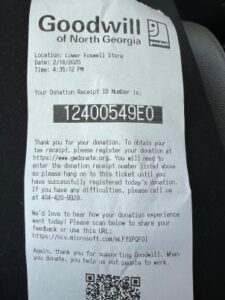 Goodwill
of North Georgia
goodwill
Location: Lower Roswell Store
Date: 2/18/2025
Time: 4:35:12 PM
Your Donation Receipt ID Number is:
12400549E0
Thank you for your donation. To obtain your
tax receipt, please register your donation at
https://www.gwdonate.org. You will need to
enter the donation receipt number listed above
so please hang on to this ticket until you
have successfully registered today's donation.
If you have any difficulties, please call us
at 404-420-9929.
We'd love to hear how your donation experience
went today! Please scan below to share your
feedback or use this URL:
Again, thank you for supporting Goodwill. When
you donate, you help us put people to work.